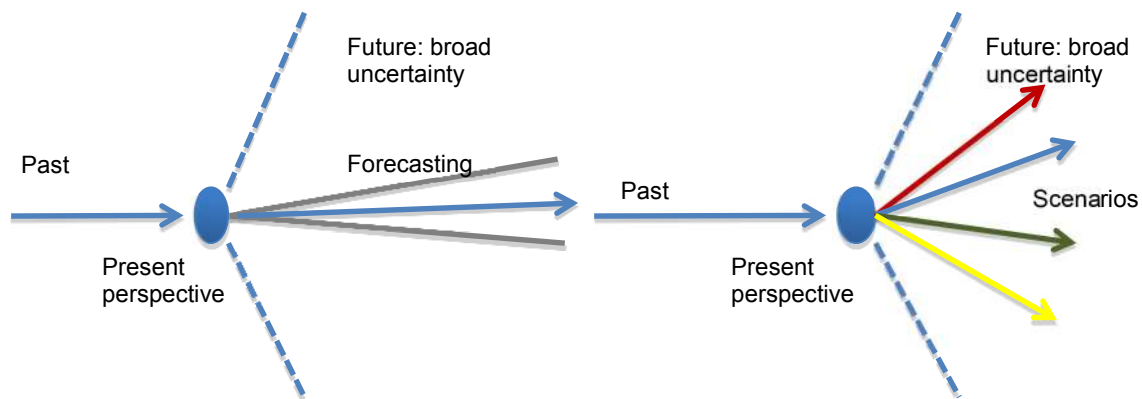 Future: broad
uncertainty
Past
Forecasting
Present
perspective
Future: broad
uncertainty
Past
Scenarios
Present
perspective